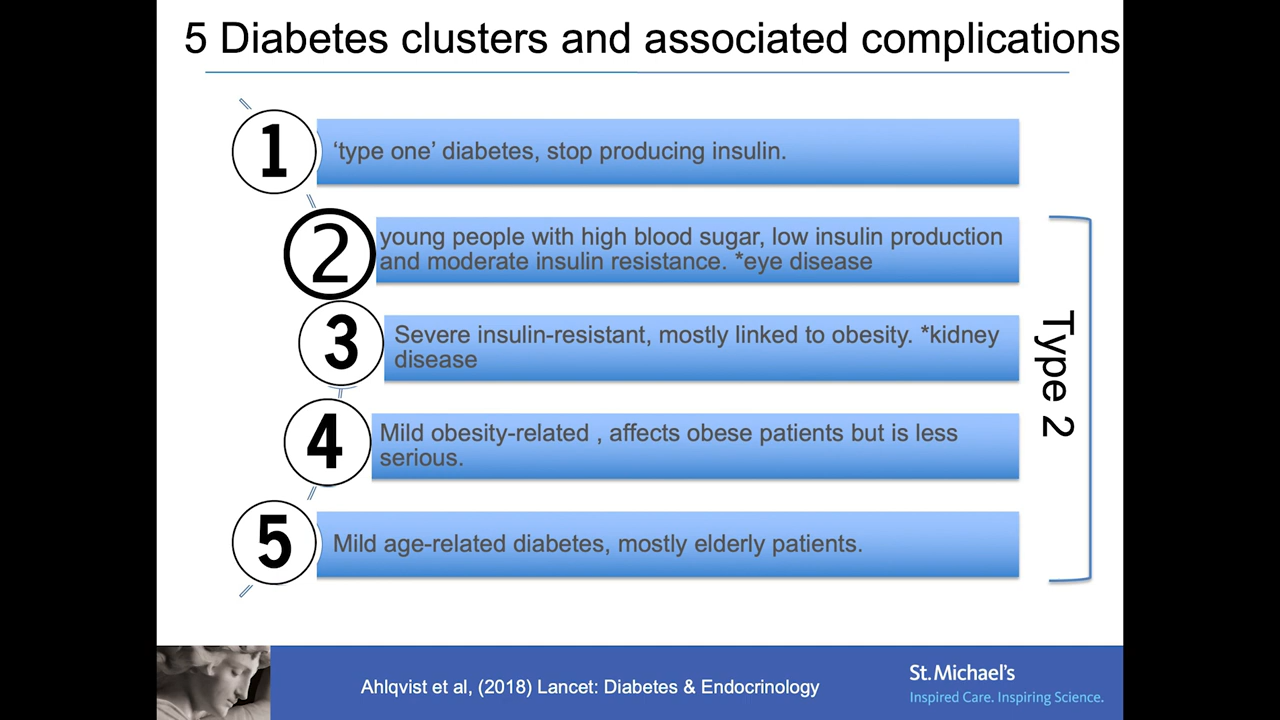 5 Diabetes clusters and associated complications
1
‘type one’ diabetes, stop producing insulin.
2
young people with high blood sugar, low insulin production
and moderate insulin resistance. *eye disease
3
Severe insulin-resistant, mostly linked to obesity. *kidney
disease
4
Mild obesity-related , affects obese patients but is less
serious.
5
Mild age-related diabetes, mostly elderly patients.
Type 2
Ahlqvist et al, (2018) Lancet: Diabetes & Endocrinology
St. Michael's
Inspired Care. Inspiring Science.